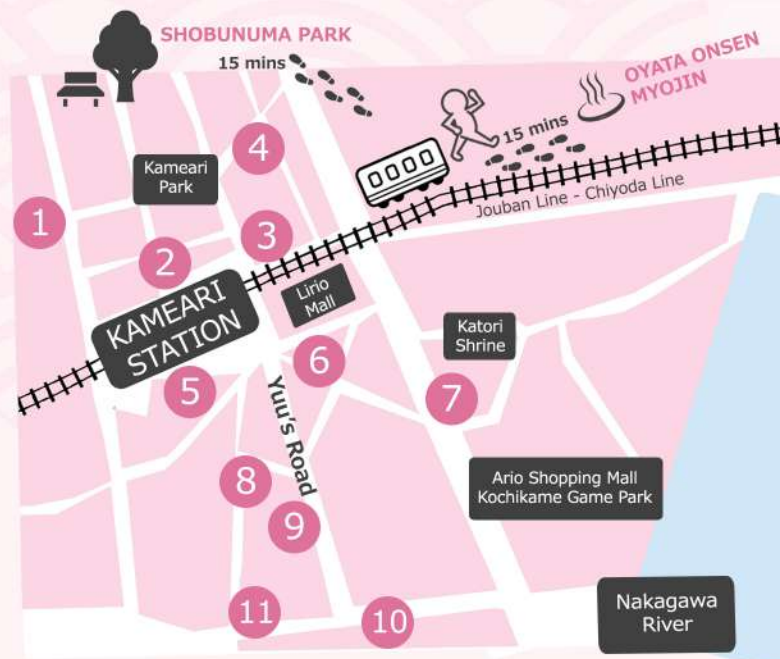 SHOBUNUMA PARK
15 mins
OYATA ONSEN
MYOJIN
15 mins
4
Kameari
Park
Jouban Line - Chiyoda Line
1
3
2
Lirio
Mall
KAMEARI
STATION
Katori
Shrine
6
5
7
Yuu's Road
8
Ario Shopping Mall
Kochikame Game Park
9
11
10
Nakagawa
River